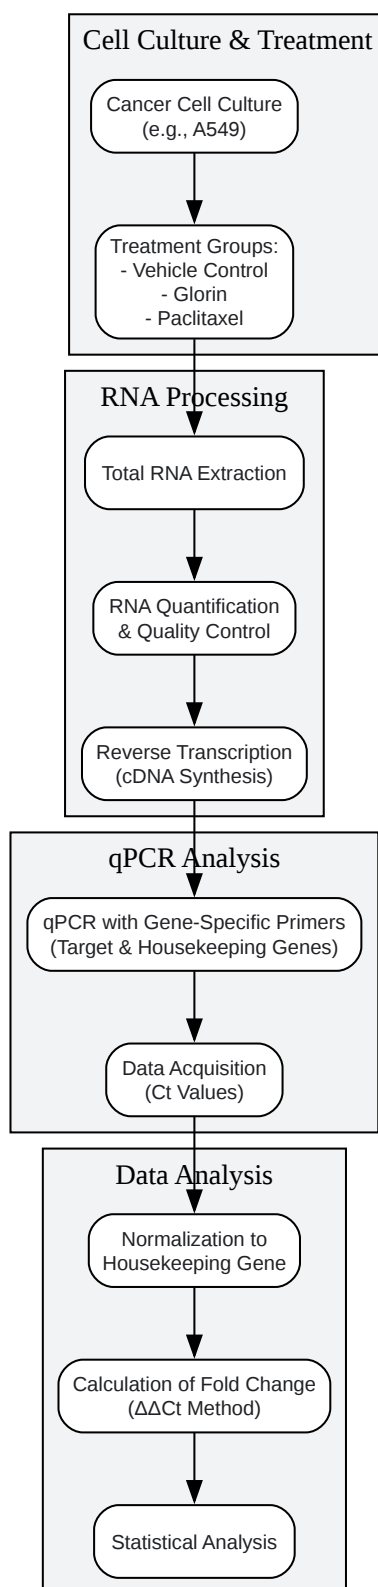 Cell Culture & Treatment
Cancer Cell Culture
(e.g., A549)
Treatment Groups:
- Vehicle Control
- Glorin
- Paclitaxel
RNA Processing
Total RNA Extraction
RNA Quantification
& Quality Control
Reverse Transcription
(cDNA Synthesis)
qPCR Analysis
qPCR with Gene-Specific Primers
(Target & Housekeeping Genes)
Data Acquisition
(Ct Values)
Data Analysis
Normalization to
Housekeeping Gene
Calculation of Fold Change
(ΔΔCt Method)
Statistical Analysis